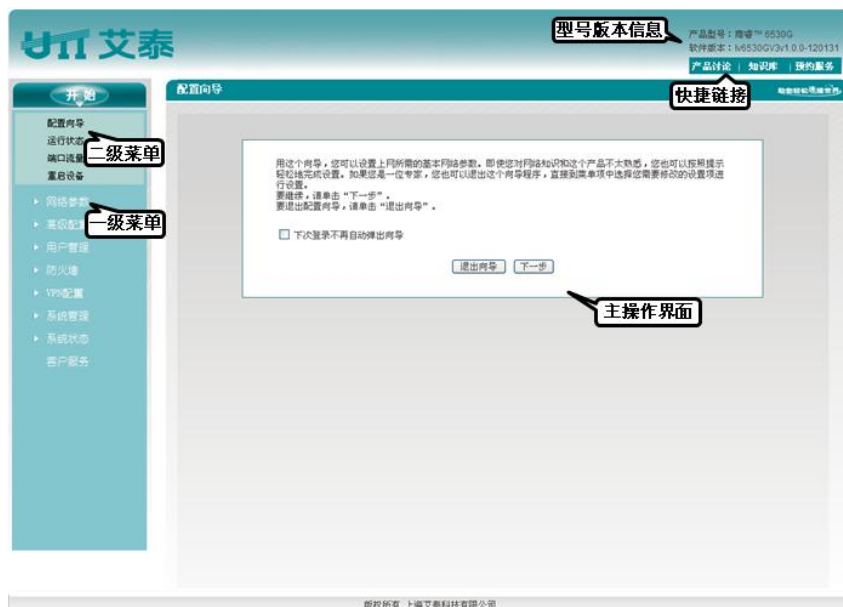 UTT 艾泰
型号版本信息
产品型号：商睿™ 6530G
软件版本：lv6530GV3v1.0.0-120131
产品讨论 | 知识库 | 预约服务
快捷链接
开始
配置向导
运行状态
端口流量
重启设备
二级菜单
网络参数
高级配置
一级菜单
用户管理
防火墙
VPN配置
系统管理
系统状态
客户服务
配置向导
用这个向导，您可以设置上网所需的基本网络参数。即使您对网络知识和这个产品不太熟悉，您也可以按照提示
轻松地完成设置。如果您是一位专家，您也可以退出这个向导程序，直接到菜单项中选择您需要修改的设置项进
行设置。
要继续，请单击“下一步”。
要退出配置向导，请单击“退出向导”。
下次登录不再自动弹出向导
退出向导 下一步
主操作界面
版权所有 上海艾泰科技有限公司